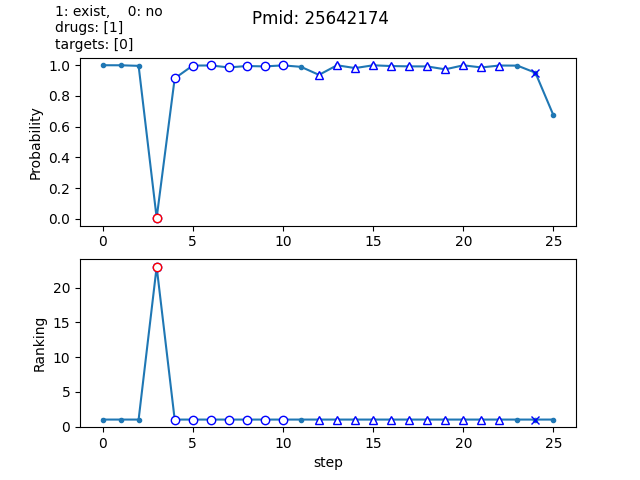 1: exist,    0: no
drugs: [1]
targets: [0]
Pmid: 25642174
Probability
1.0
0.8
0.6
0.4
0.2
0.0
0 5 10 15 20 25
Ranking
20
15
10
5
0
0 5 10 15 20 25
step